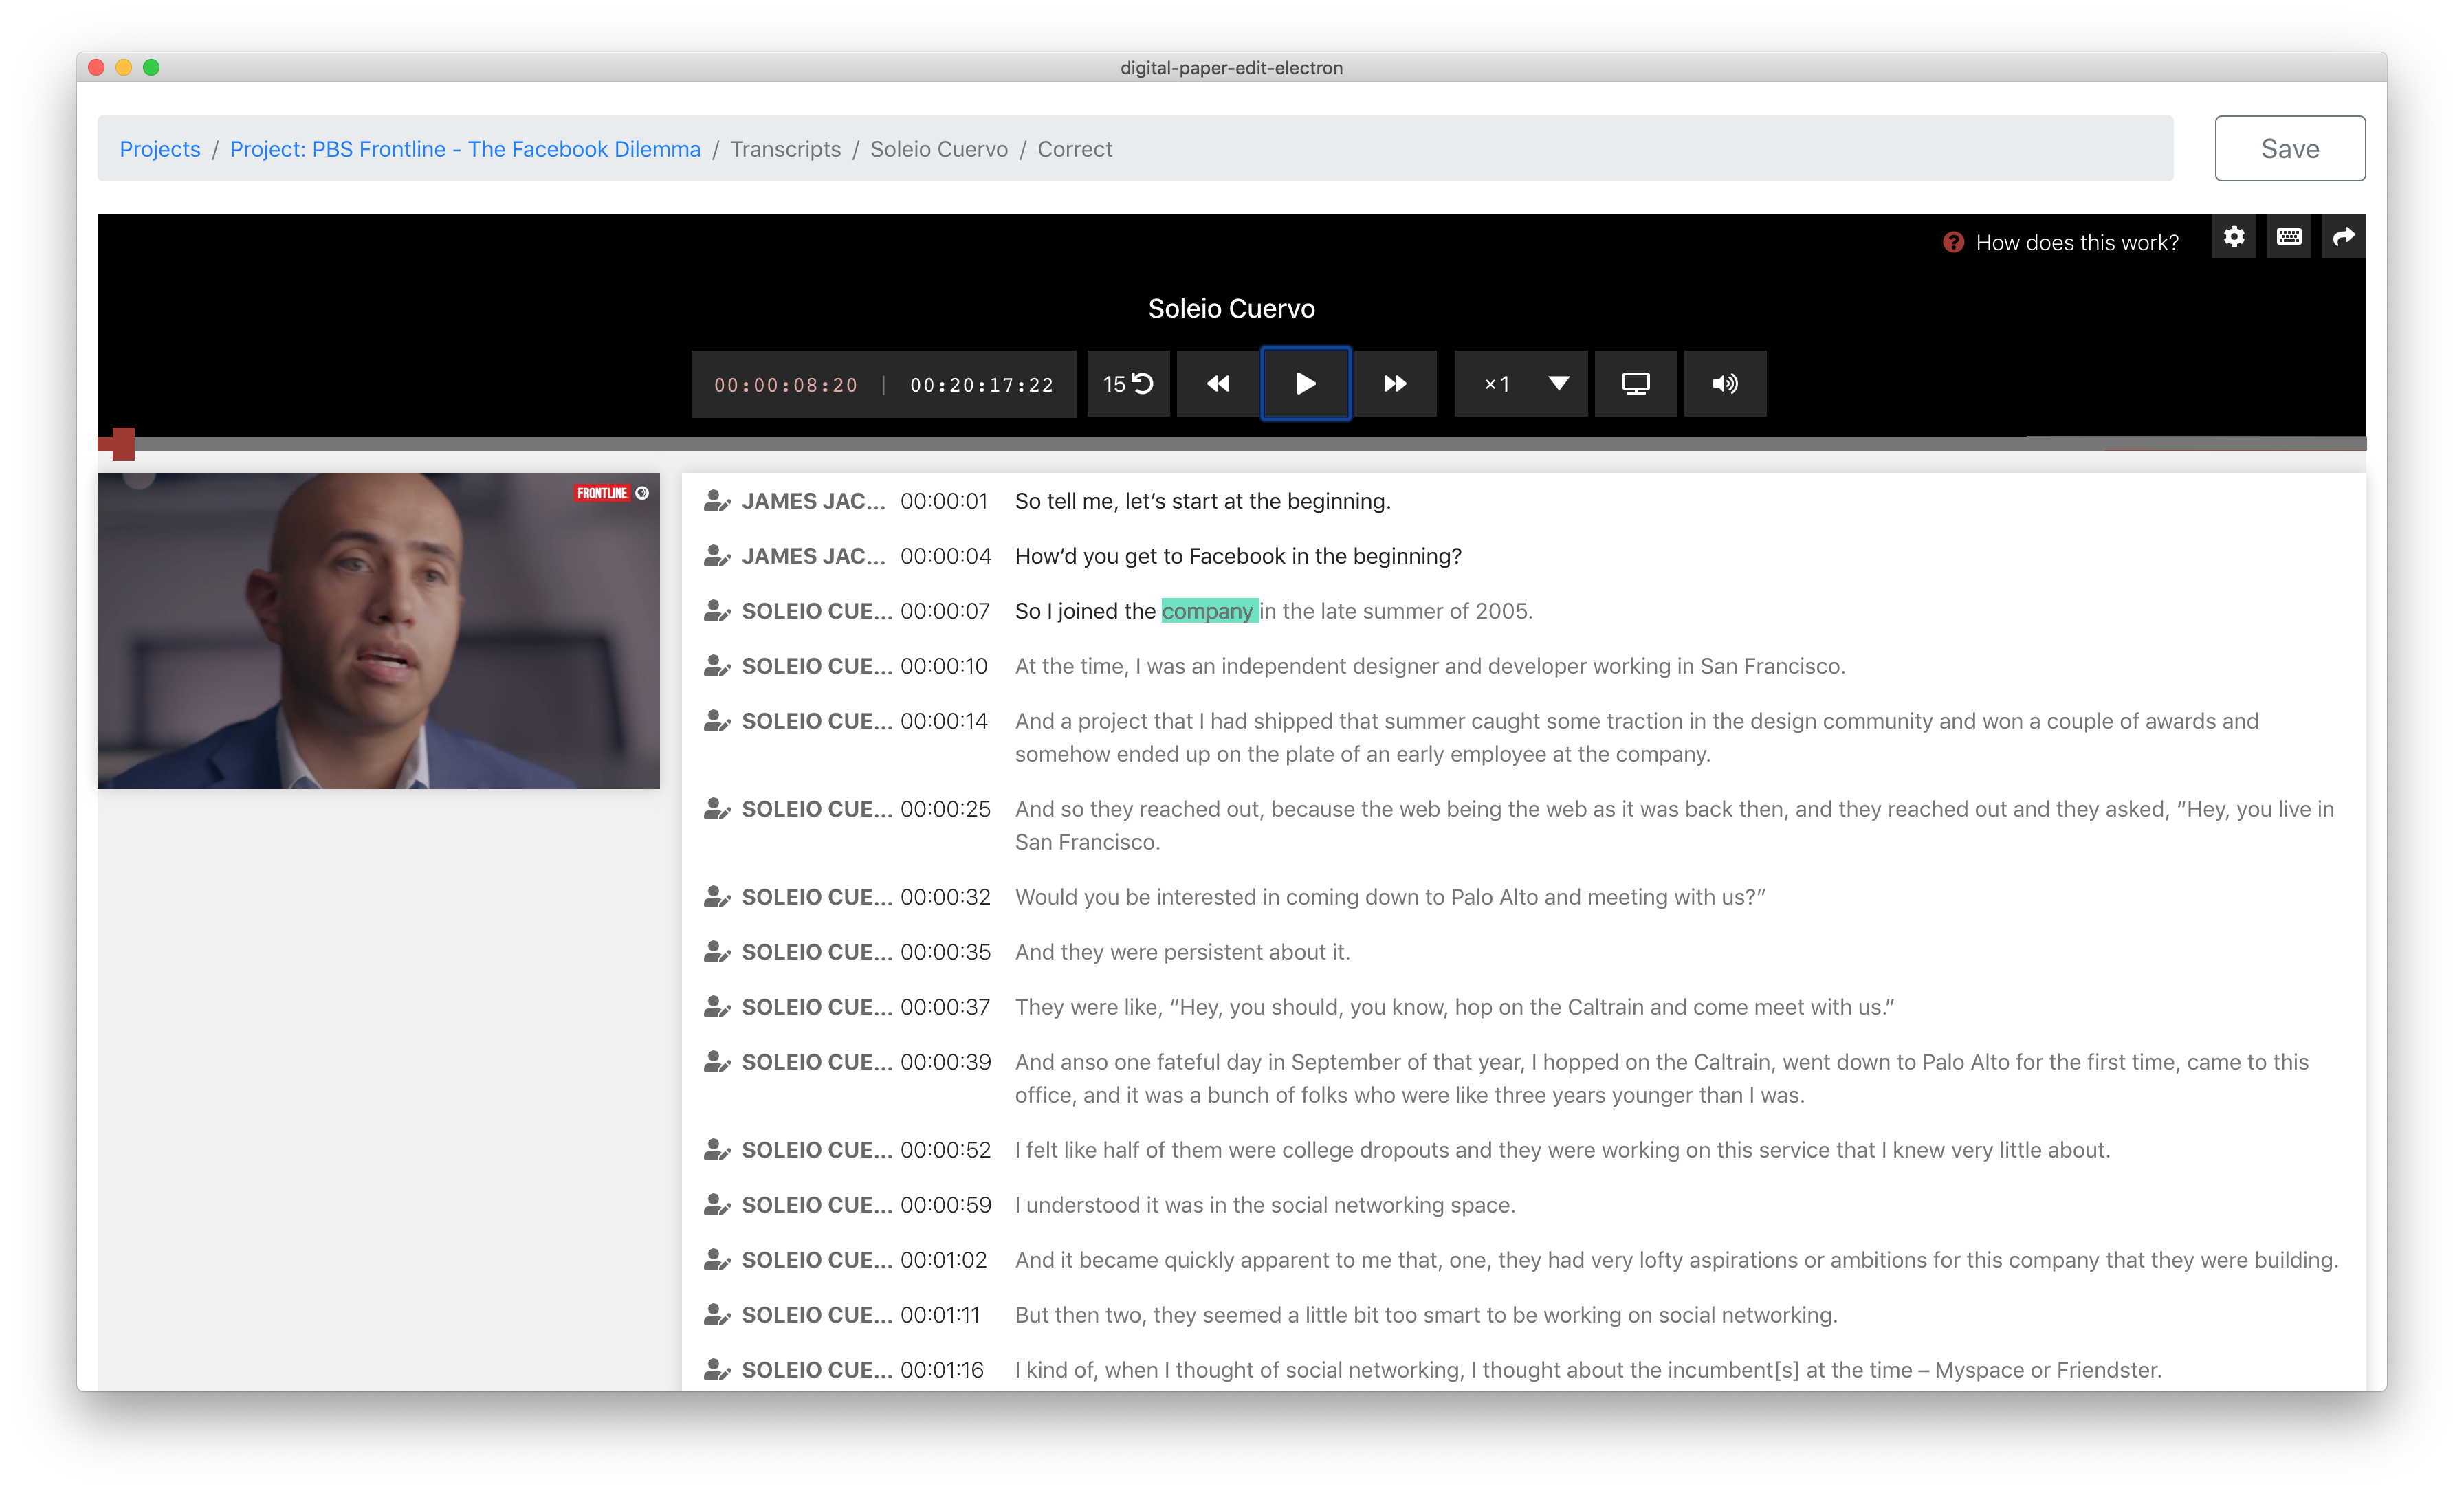 digital-paper-edit-electron
Projects / Project: PBS Frontline - The Facebook Dilemma / Transcripts / Soleio Cuervo / Correct
Save
How does this work?
Soleio Cuervo
00:00:08:20 | 00:20:17:22 15 ×1
FRONTLINE
JAMES JAC... 00:00:01 So tell me, let’s start at the beginning.
JAMES JAC... 00:00:04 How’d you get to Facebook in the beginning?
SOLEIO CUE... 00:00:07 So I joined the company in the late summer of 2005.
SOLEIO CUE... 00:00:10 At the time, I was an independent designer and developer working in San Francisco.
SOLEIO CUE... 00:00:14 And a project that I had shipped that summer caught some traction in the design community and won a couple of awards and
somehow ended up on the plate of an early employee at the company.
SOLEIO CUE... 00:00:25 And so they reached out, because the web being the web as it was back then, and they reached out and they asked, “Hey, you live in
San Francisco.
SOLEIO CUE... 00:00:32 Would you be interested in coming down to Palo Alto and meeting with us?”
SOLEIO CUE... 00:00:35 And they were persistent about it.
SOLEIO CUE... 00:00:37 They were like, “Hey, you should, you know, hop on the Caltrain and come meet with us.”
SOLEIO CUE... 00:00:39 And anso one fateful day in September of that year, I hopped on the Caltrain, went down to Palo Alto for the first time, came to this
office, and it was a bunch of folks who were like three years younger than I was.
SOLEIO CUE... 00:00:52 I felt like half of them were college dropouts and they were working on this service that I knew very little about.
SOLEIO CUE... 00:00:59 I understood it was in the social networking space.
SOLEIO CUE... 00:01:02 And it became quickly apparent to me that, one, they had very lofty aspirations or ambitions for this company that they were building.
SOLEIO CUE... 00:01:11 But then two, they seemed a little bit too smart to be working on social networking.
SOLEIO CUE... 00:01:16 I kind of, when I thought of social networking, I thought about the incumbent[s] at the time – Myspace or Friendster.